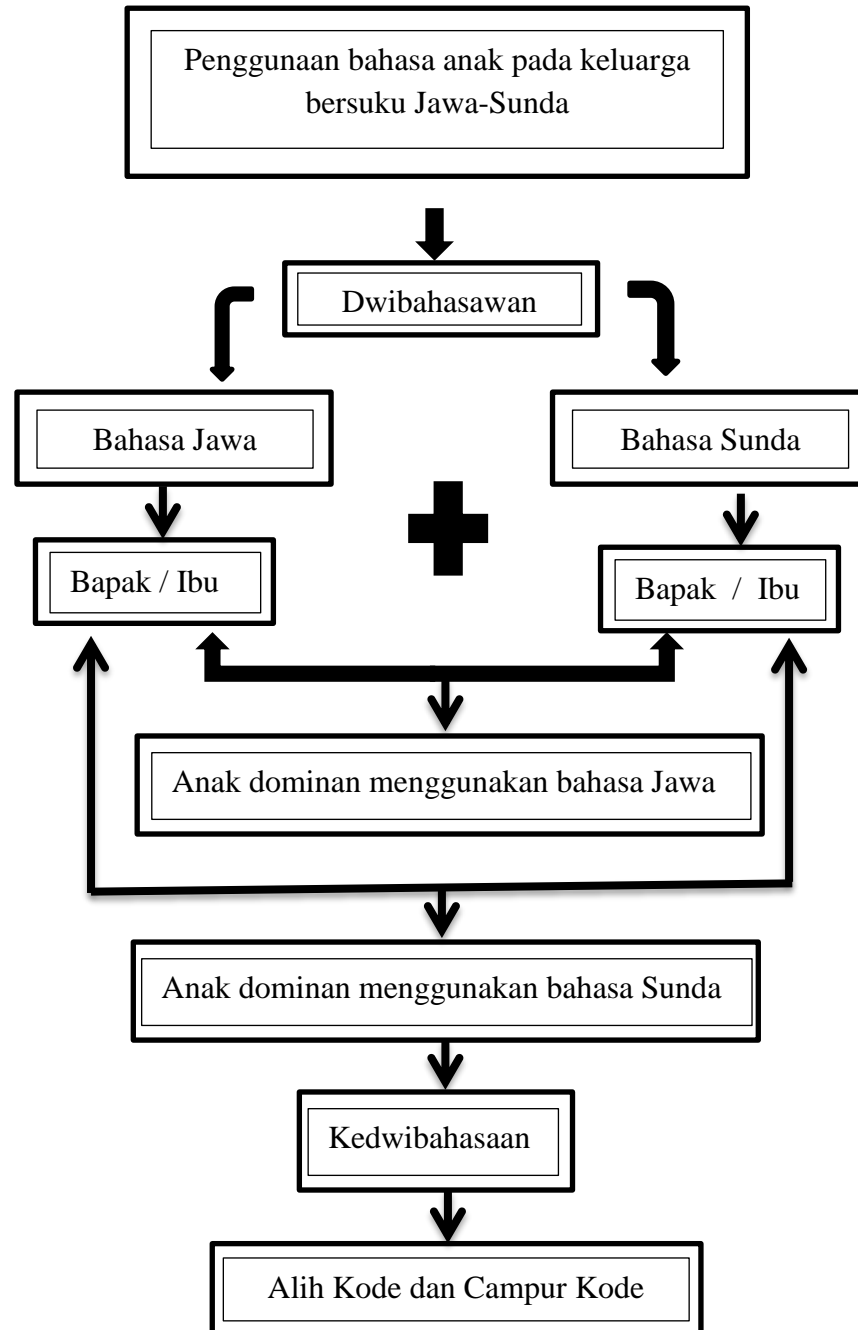 Penggunaan bahasa anak pada keluarga
bersuku Jawa-Sunda
Dwibahasawan
Bahasa Jawa
Bahasa Sunda
Bapak / Ibu
Bapak / Ibu
Anak dominan menggunakan bahasa Jawa
Anak dominan menggunakan bahasa Sunda
Kedwibahasaan
Alih Kode dan Campur Kode